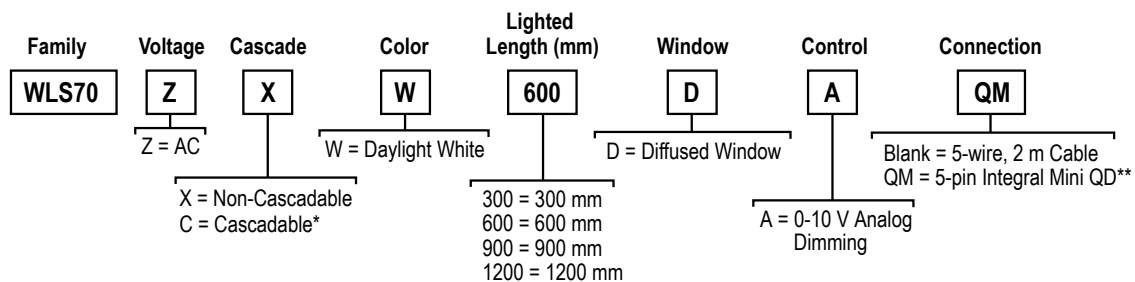 Family
Voltage
Cascade
Color
Lighted
Length (mm)
Window
Control
Connection
WLS70
Z
X
W
600
D
A
QM
Z = AC
X = Non-Cascadable
C = Cascadable*
W = Daylight White
300 = 300 mm
600 = 600 mm
900 = 900 mm
1200 = 1200 mm
D = Diffused Window
A = 0-10 V Analog
Dimming
Blank = 5-wire, 2 m Cable
QM = 5-pin Integral Mini QD**